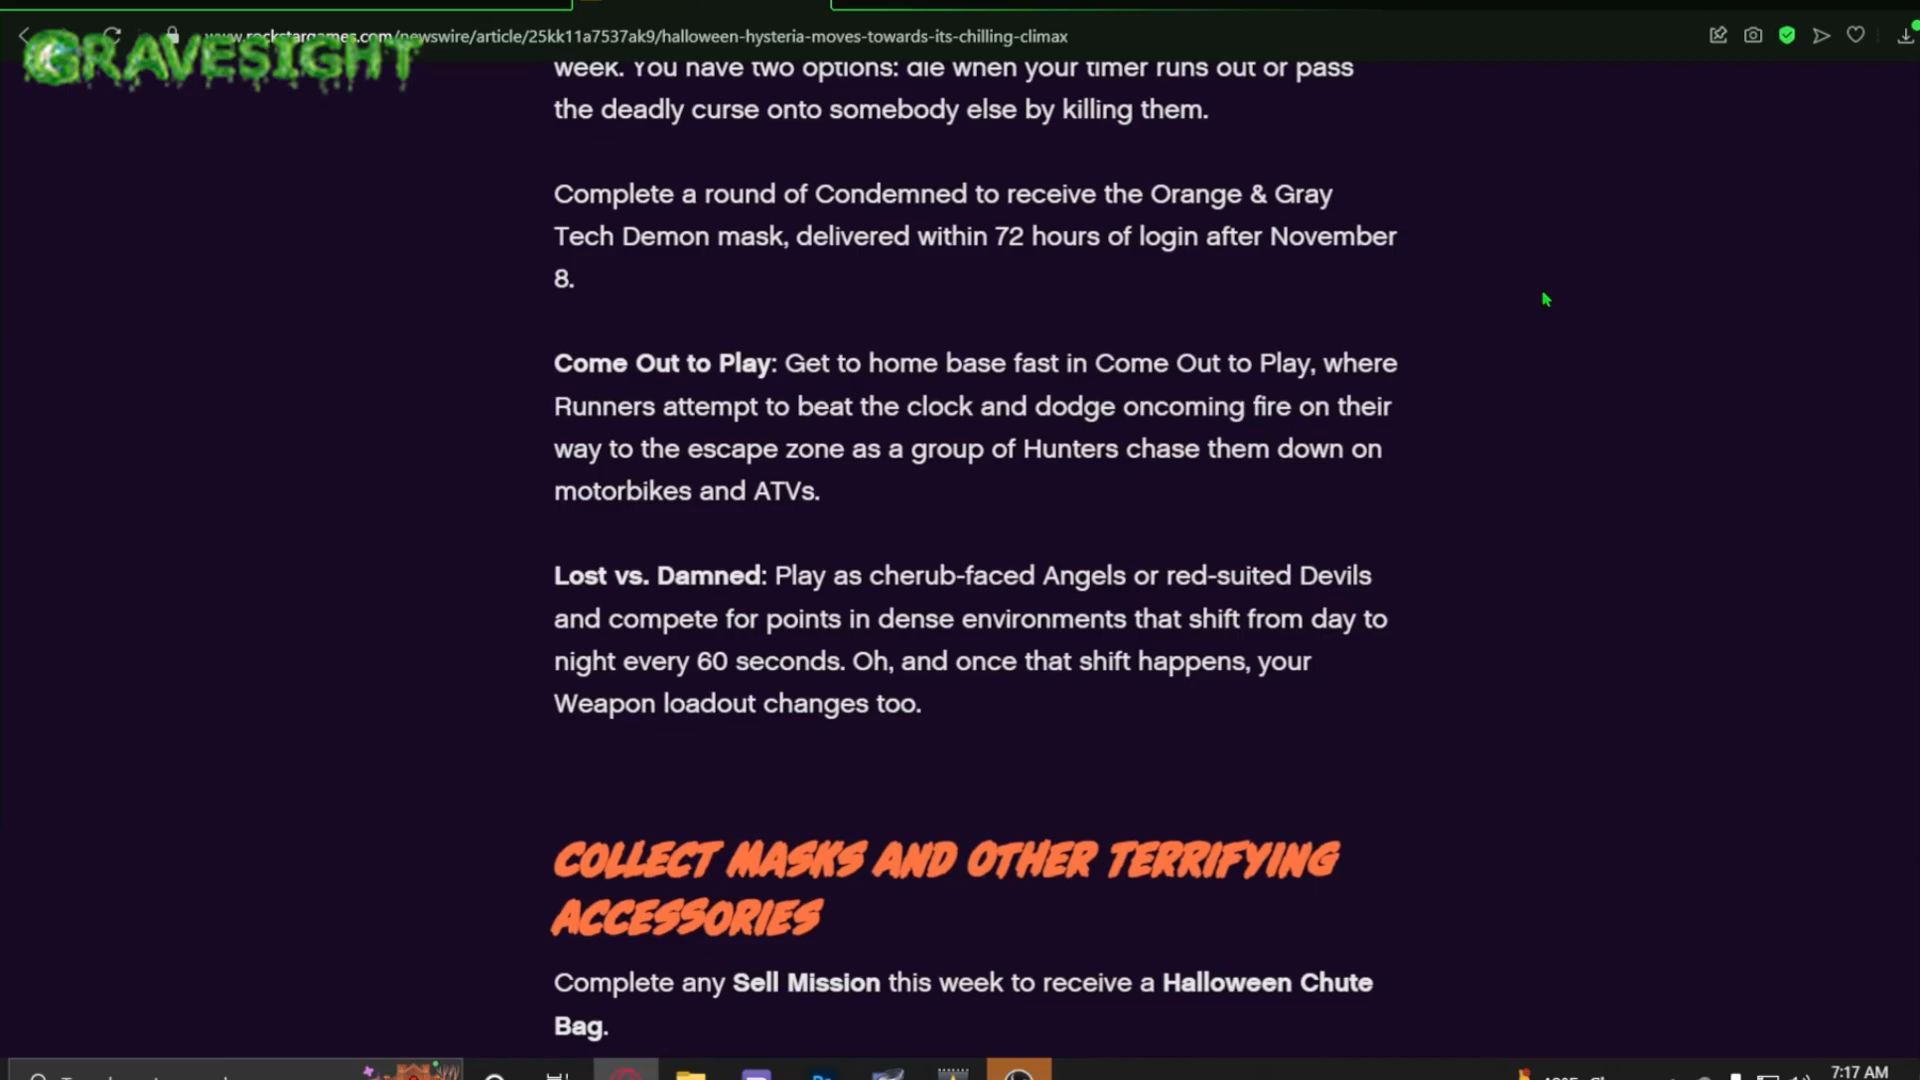 www.rockstargames.com/newswire/article/25kk11a7537ak9/halloween-hysteria-moves-towards-its-chilling-climax
GRAVESIGHT
week. You have two options: die when your timer runs out or pass
the deadly curse onto somebody else by killing them.
Complete a round of Condemned to receive the Orange & Gray
Tech Demon mask, delivered within 72 hours of login after November
8.
Come Out to Play: Get to home base fast in Come Out to Play, where
Runners attempt to beat the clock and dodge oncoming fire on their
way to the escape zone as a group of Hunters chase them down on
motorbikes and ATVs.
Lost vs. Damned: Play as cherub-faced Angels or red-suited Devils
and compete for points in dense environments that shift from day to
night every 60 seconds. Oh, and once that shift happens, your
Weapon loadout changes too.
COLLECT MASKS AND OTHER TERRIFYING
ACCESSORIES
Complete any Sell Mission this week to receive a Halloween Chute
Bag.
7:17 AM